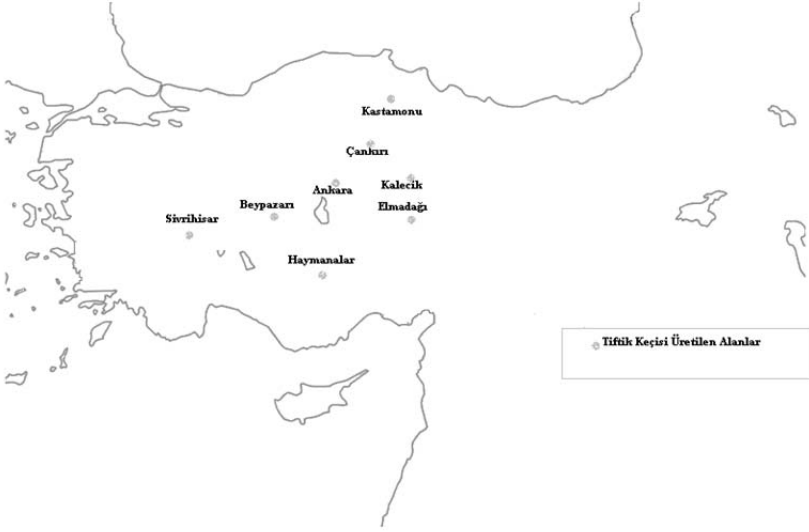 Kastamonu
Çankırı
Ankara
Kalecik
Beypazarı
Elmadağı
Sivrihisar
Haymanalar
Tiftik Keçisi Üretilen Alanlar